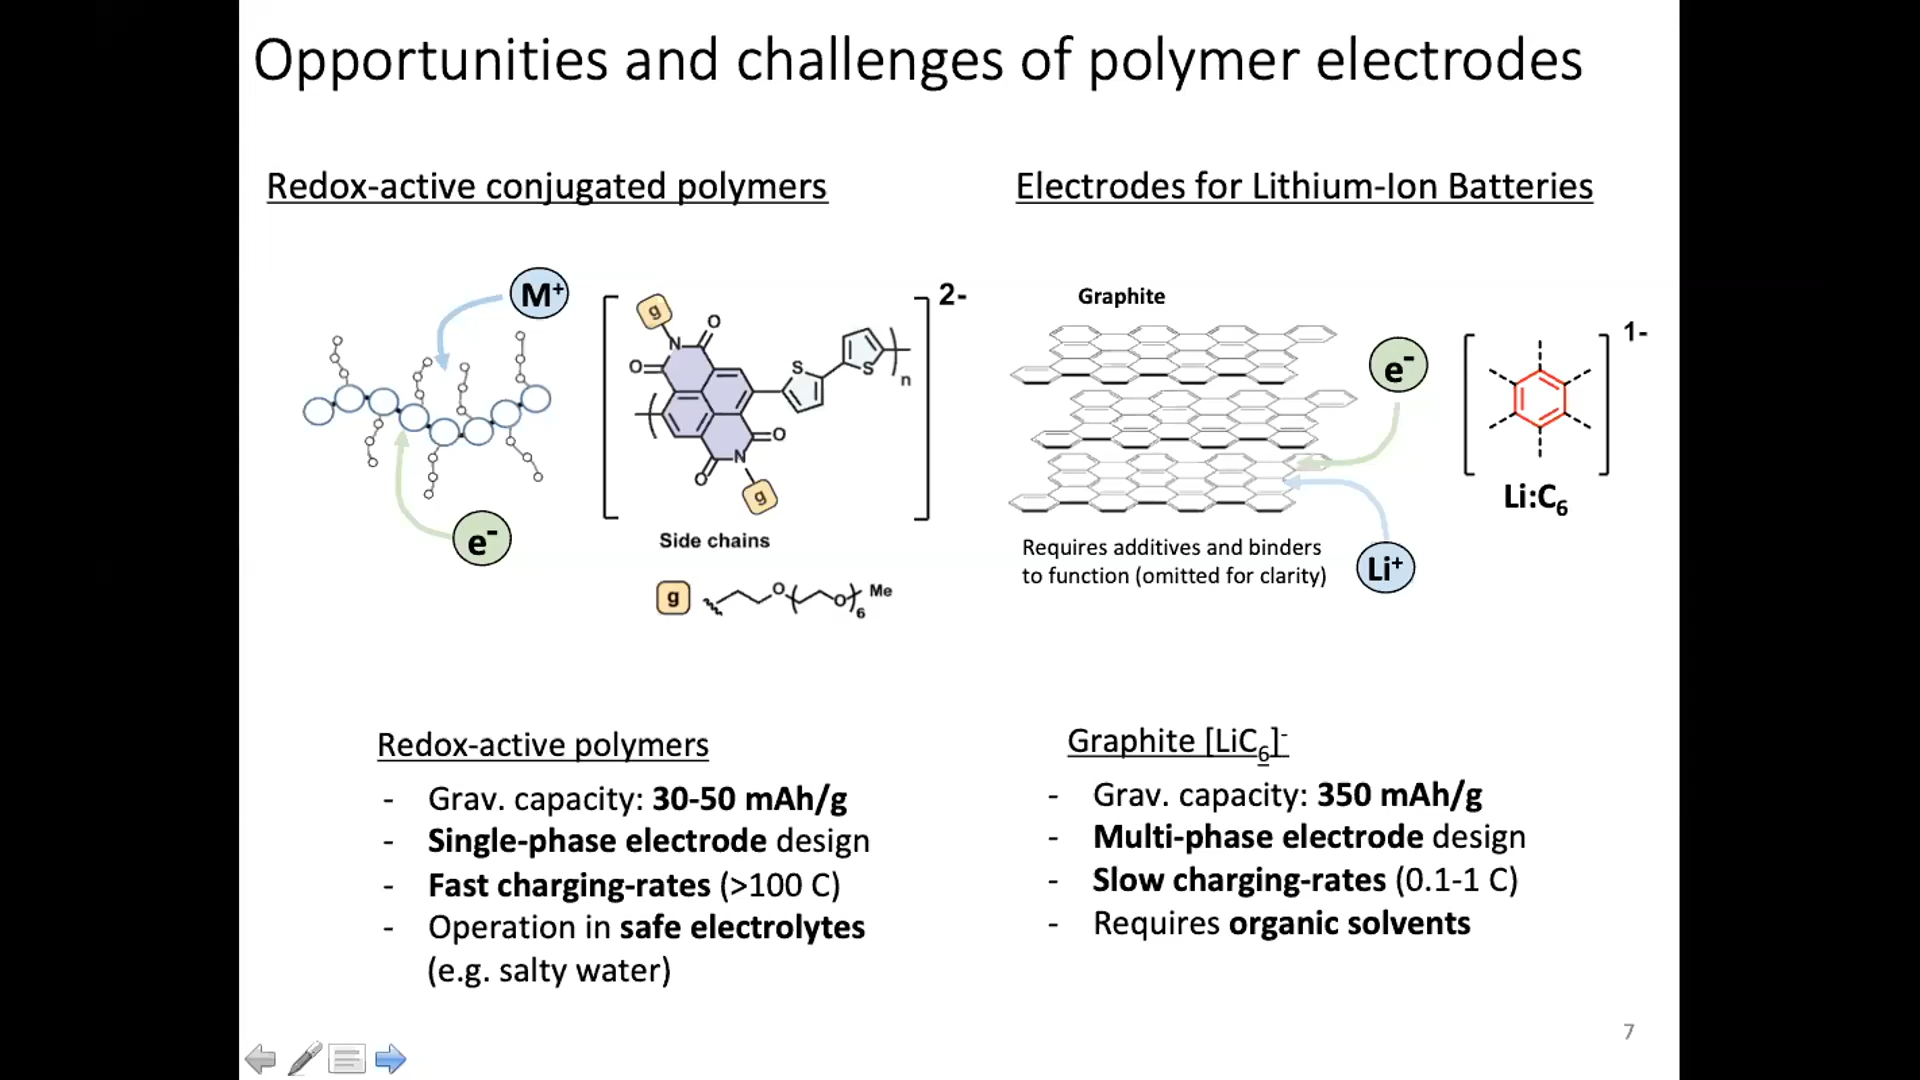 Opportunities and challenges of polymer electrodes
Redox-active conjugated polymers
M⁺
e⁻
g
N
O
O
O
O
N
g
S
S
n
2-
Side chains
g
O
O
6
Me
Electrodes for Lithium-Ion Batteries
Graphite
e⁻
Li⁺
1-
Li:C₆
Requires additives and binders
to function (omitted for clarity)
Redox-active polymers
- Grav. capacity: 30-50 mAh/g
- Single-phase electrode design
- Fast charging-rates (>100 C)
- Operation in safe electrolytes
(e.g. salty water)
Graphite [LiC₆]⁻
- Grav. capacity: 350 mAh/g
- Multi-phase electrode design
- Slow charging-rates (0.1-1 C)
- Requires organic solvents
7